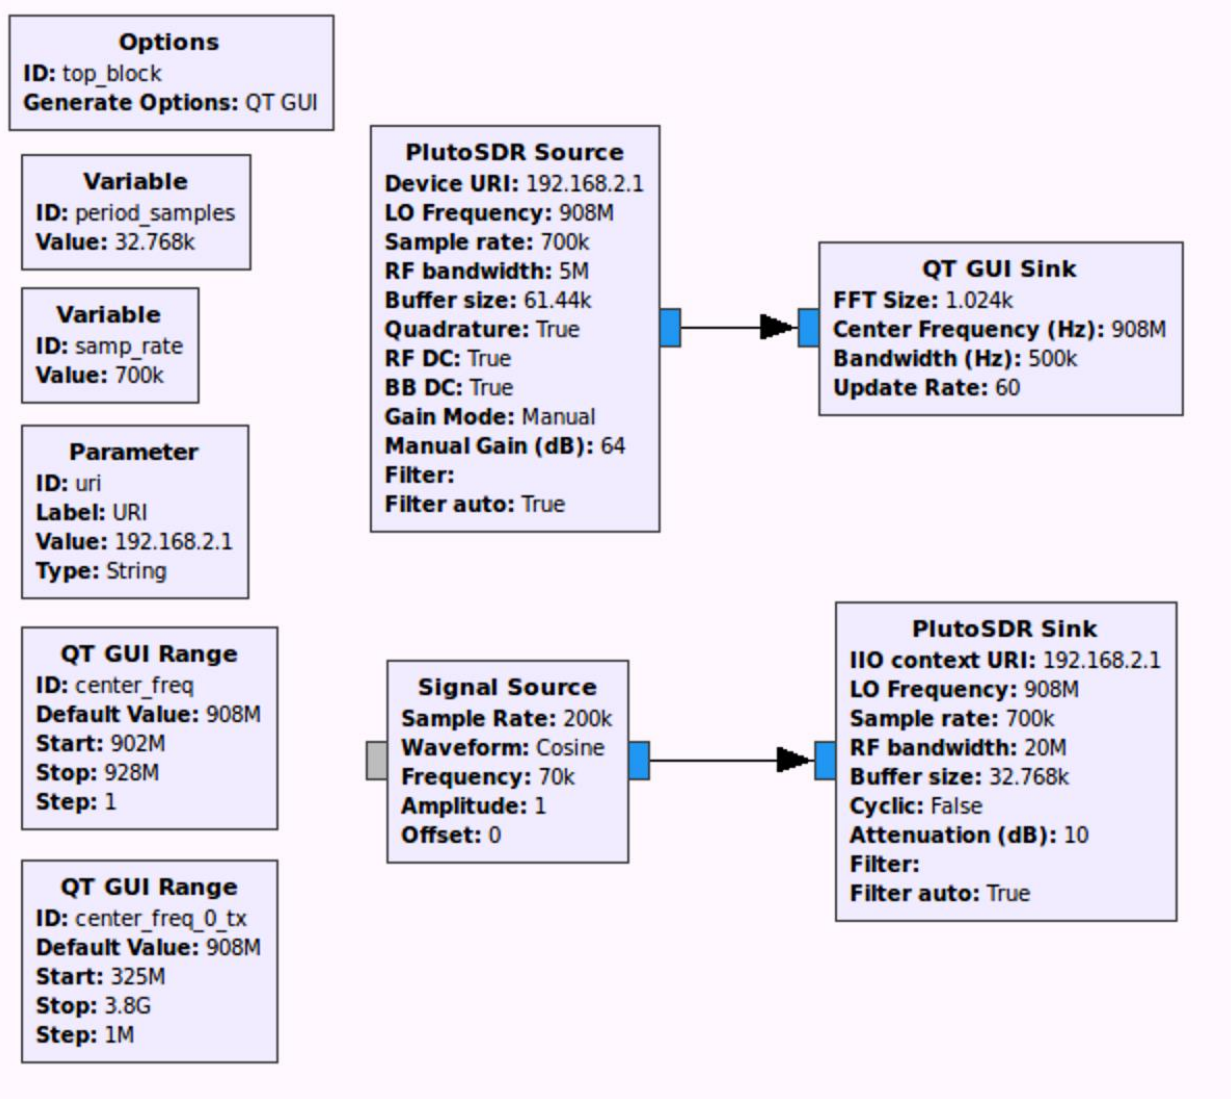 Options
ID: top_block
Generate Options: QT GUI
Variable
ID: period_samples
Value: 32.768k
Variable
ID: samp_rate
Value: 700k
Parameter
ID: uri
Label: URI
Value: 192.168.2.1
Type: String
QT GUI Range
ID: center_freq
Default Value: 908M
Start: 902M
Stop: 928M
Step: 1
QT GUI Range
ID: center_freq_0_tx
Default Value: 908M
Start: 325M
Stop: 3.8G
Step: 1M
PlutoSDR Source
Device URI: 192.168.2.1
LO Frequency: 908M
Sample rate: 700k
RF bandwidth: 5M
Buffer size: 61.44k
Quadrature: True
RF DC: True
BB DC: True
Gain Mode: Manual
Manual Gain (dB): 64
Filter:
Filter auto: True
QT GUI Sink
FFT Size: 1.024k
Center Frequency (Hz): 908M
Bandwidth (Hz): 500k
Update Rate: 60
Signal Source
Sample Rate: 200k
Waveform: Cosine
Frequency: 70k
Amplitude: 1
Offset: 0
PlutoSDR Sink
IIO context URI: 192.168.2.1
LO Frequency: 908M
Sample rate: 700k
RF bandwidth: 20M
Buffer size: 32.768k
Cyclic: False
Attenuation (dB): 10
Filter:
Filter auto: True